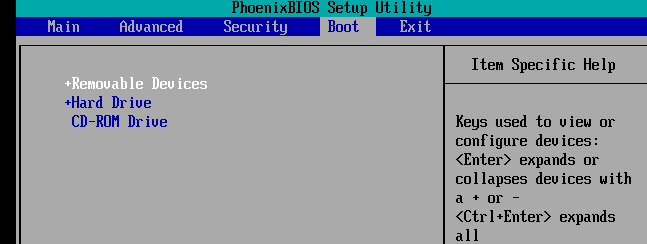 PhoenixBIOS Setup Utility
Main Advanced Security Boot Exit
+Removable Devices
+Hard Drive
CD-ROM Drive
Item Specific Help
Keys used to view or
configure devices:
<Enter> expands or
collapses devices with
a + or -
<Ctrl+Enter> expands
all